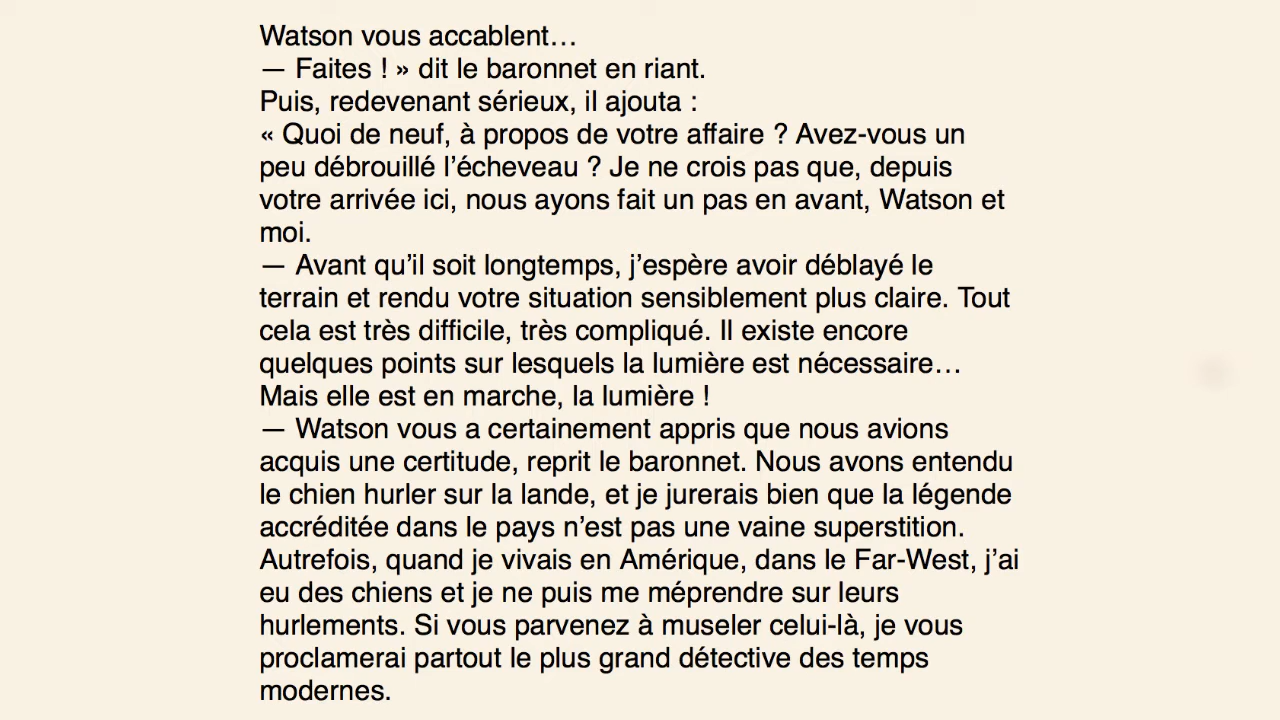 Watson vous accablent…
— Faites ! » dit le baronnet en riant.
Puis, redevenant sérieux, il ajouta :
« Quoi de neuf, à propos de votre affaire ? Avez-vous un
peu débrouillé l’écheveau ? Je ne crois pas que, depuis
votre arrivée ici, nous ayons fait un pas en avant, Watson et
moi.
— Avant qu’il soit longtemps, j’espère avoir déblayé le
terrain et rendu votre situation sensiblement plus claire. Tout
cela est très difficile, très compliqué. Il existe encore
quelques points sur lesquels la lumière est nécessaire…
Mais elle est en marche, la lumière !
— Watson vous a certainement appris que nous avions
acquis une certitude, reprit le baronnet. Nous avons entendu
le chien hurler sur la lande, et je jurerais bien que la légende
accréditée dans le pays n’est pas une vaine superstition.
Autrefois, quand je vivais en Amérique, dans le Far-West, j’ai
eu des chiens et je ne puis me méprendre sur leurs
hurlements. Si vous parvenez à museler celui-là, je vous
proclamerai partout le plus grand détective des temps
modernes.